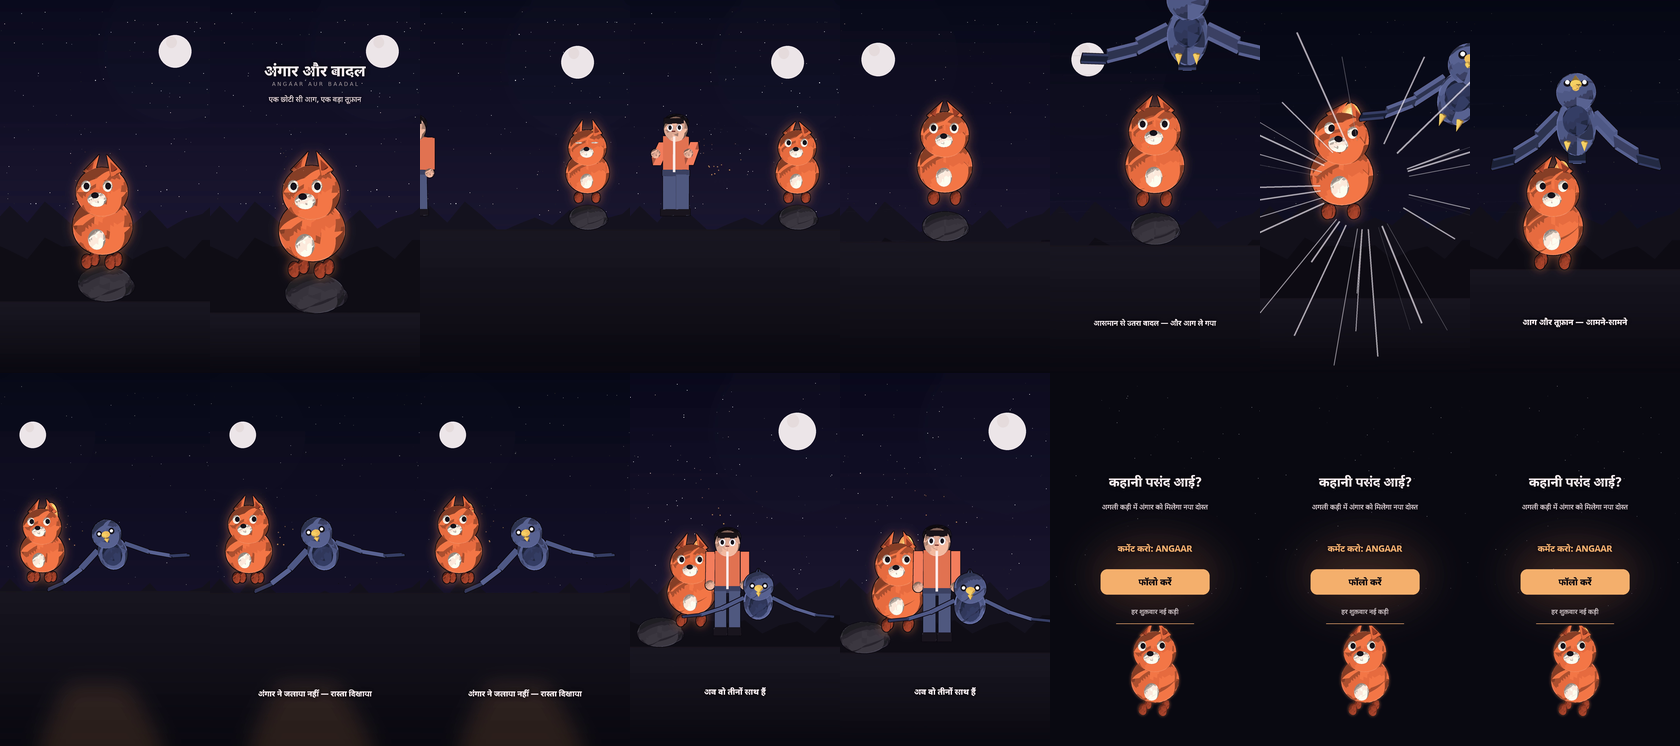 अंगार और बादल
ANGAAR AUR BAADAL
एक छोटी सी आग, एक बड़ा तूफ़ान
आसमान से उतरा बादल — और आग ले गया
आग और तूफ़ान — आमने-सामने
अंगार ने जलाया नहीं — रास्ता दिखाया
अंगार ने जलाया नहीं — रास्ता दिखाया
अब वो तीनों साथ हैं
अब वो तीनों साथ हैं
कहानी पसंद आई?
अगली कड़ी में अंगार को मिलेगा नया दोस्त
कमेंट करो: ANGAAR
फॉलो करें
हर शुक्रवार नई कड़ी
कहानी पसंद आई?
अगली कड़ी में अंगार को मिलेगा नया दोस्त
कमेंट करो: ANGAAR
फॉलो करें
हर शुक्रवार नई कड़ी
कहानी पसंद आई?
अगली कड़ी में अंगार को मिलेगा नया दोस्त
कमेंट करो: ANGAAR
फॉलो करें
हर शुक्रवार नई कड़ी